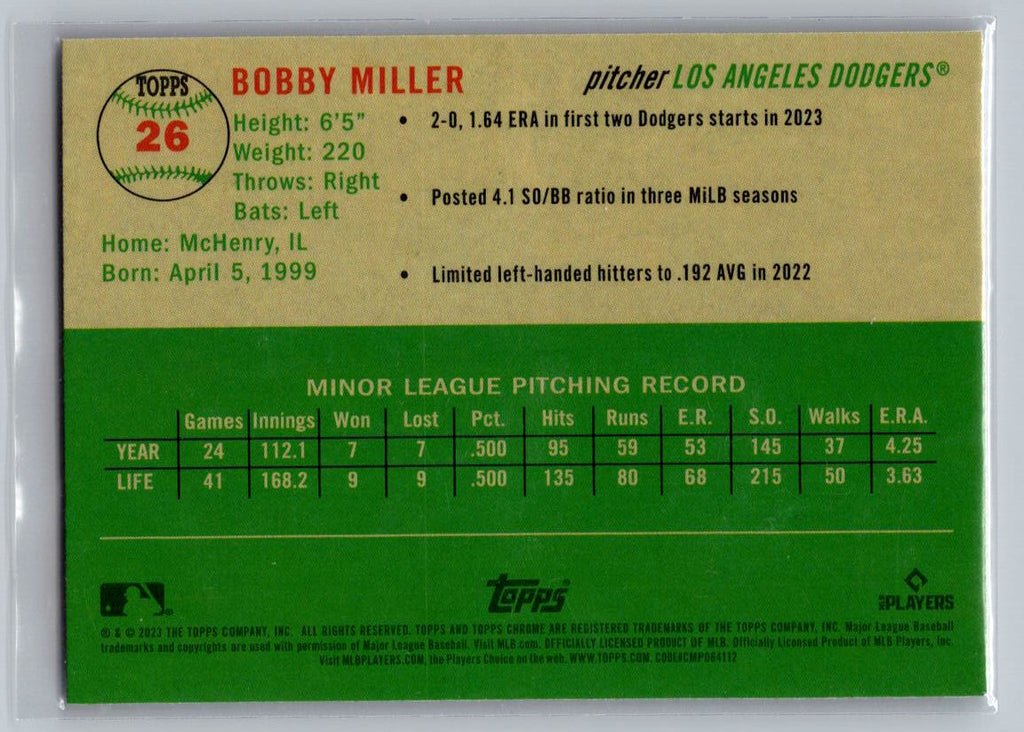 TOPPS
26
BOBBY MILLER
pitcher LOS ANGELES DODGERS®
Height: 6'5"
Weight: 220
Throws: Right
Bats: Left
Home: McHenry, IL
Born: April 5, 1999
• 2-0, 1.64 ERA in first two Dodgers starts in 2023
• Posted 4.1 SO/BB ratio in three MiLB seasons
• Limited left-handed hitters to .192 AVG in 2022
MINOR LEAGUE PITCHING RECORD
Games Innings Won Lost Pct. Hits Runs E.R. S.O. Walks E.R.A.
YEAR 24 112.1 7 7 .500 95 59 53 145 37 4.25
LIFE 41 168.2 9 9 .500 135 80 68 215 50 3.63
topps®
MLB PLAYERS
® & © 2023 THE TOPPS COMPANY, INC. ALL RIGHTS RESERVED. TOPPS AND TOPPS CHROME ARE REGISTERED TRADEMARKS OF THE TOPPS COMPANY, INC. Major League Baseball
trademarks and copyrights are used with permission of Major League Baseball. Visit MLB.com. OFFICIALLY LICENSED PRODUCT OF MLB. Officially Licensed Product of MLB Players, Inc.
Visit MLBPLAYERS.COM, the Players Choice on the web. WWW.TOPPS.COM. CODE#CMP064112